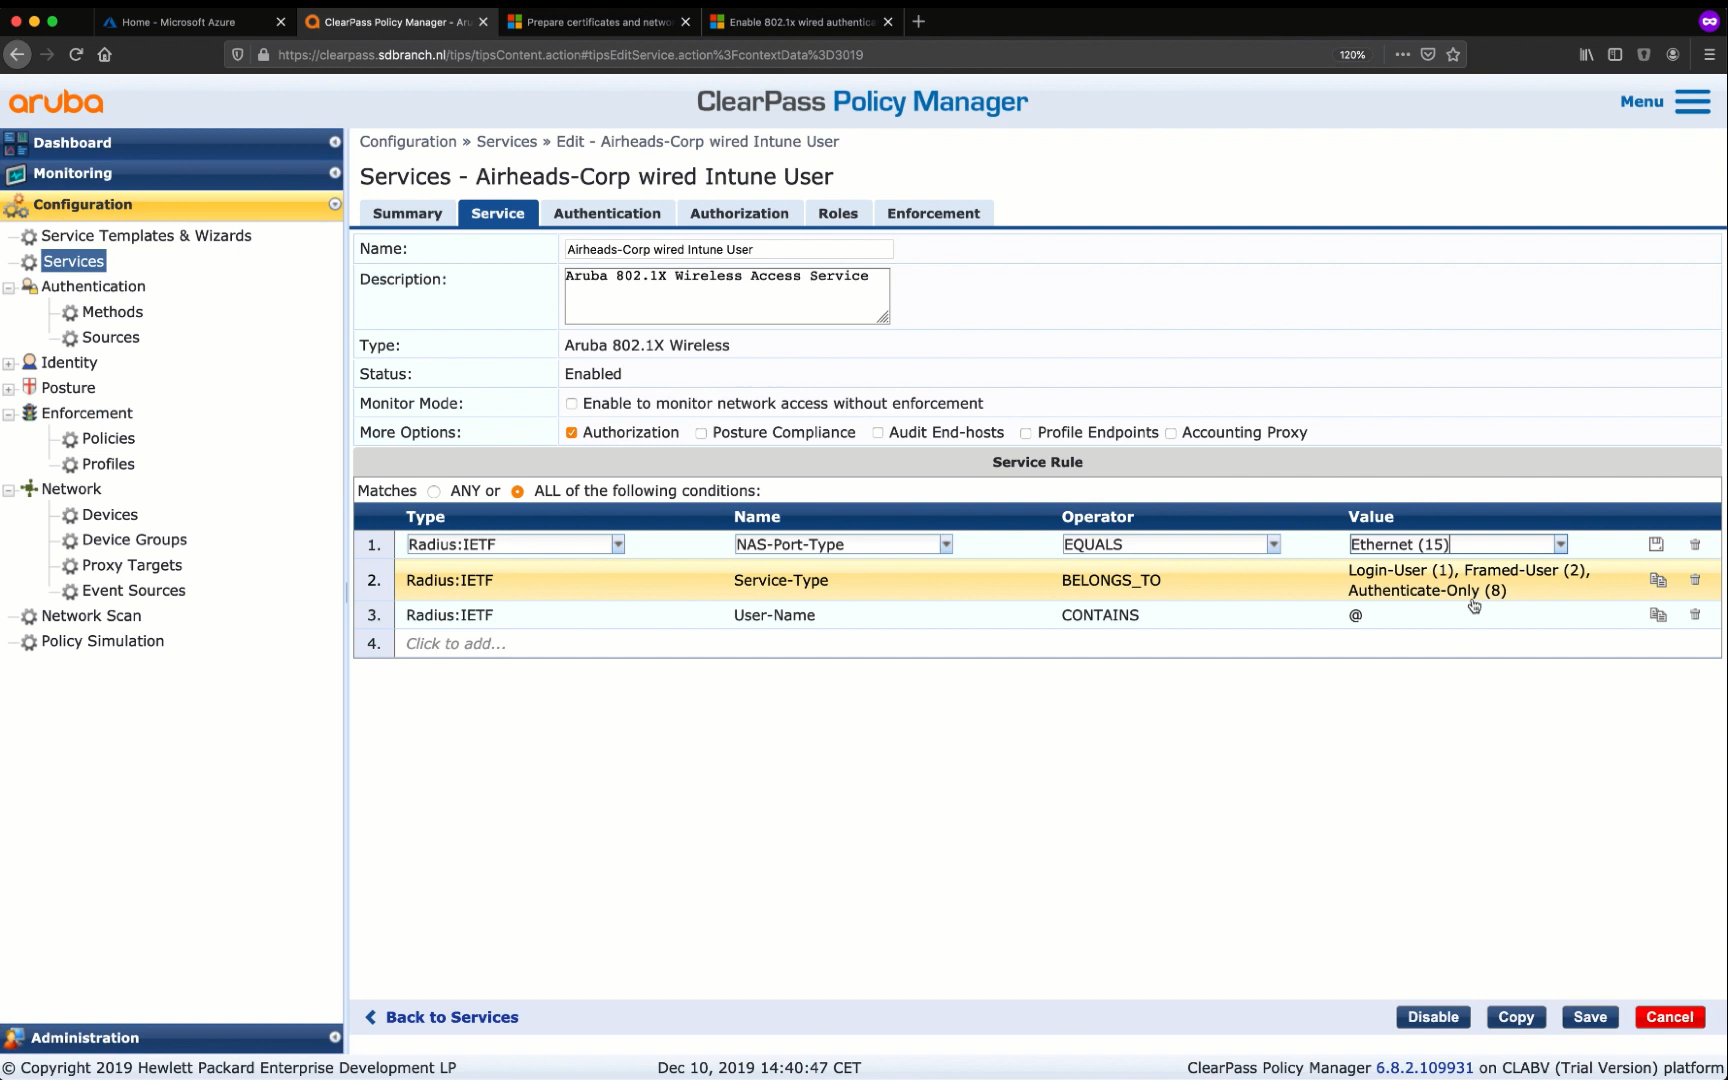 Home - Microsoft Azure
ClearPass Policy Manager - Aru
Prepare certificates and netwo
Enable 802.1x wired authentica
https://clearpass.sdbranch.nl/tips/tipsContent.action#tipsEditService.action%3FcontextData%3D3019
120%
aruba
ClearPass Policy Manager
Menu
Dashboard
Monitoring
Configuration
Service Templates & Wizards
Services
Authentication
Methods
Sources
Identity
Posture
Enforcement
Policies
Profiles
Network
Devices
Device Groups
Proxy Targets
Event Sources
Network Scan
Policy Simulation
Administration
Configuration » Services » Edit - Airheads-Corp wired Intune User
Services - Airheads-Corp wired Intune User
Summary Service Authentication Authorization Roles Enforcement
Name: Airheads-Corp wired Intune User
Description: Aruba 802.1X Wireless Access Service
Type: Aruba 802.1X Wireless
Status: Enabled
Monitor Mode: Enable to monitor network access without enforcement
More Options: Authorization Posture Compliance Audit End-hosts Profile Endpoints Accounting Proxy
Service Rule
Matches ANY or ALL of the following conditions:
Type Name Operator Value
1. Radius:IETF NAS-Port-Type EQUALS Ethernet (15)
2. Radius:IETF Service-Type BELONGS_TO Login-User (1), Framed-User (2),
Authenticate-Only (8)
3. Radius:IETF User-Name CONTAINS @
4. Click to add...
Back to Services
Disable Copy Save Cancel
© Copyright 2019 Hewlett Packard Enterprise Development LP
Dec 10, 2019 14:40:47 CET
ClearPass Policy Manager 6.8.2.109931 on CLABV (Trial Version) platform